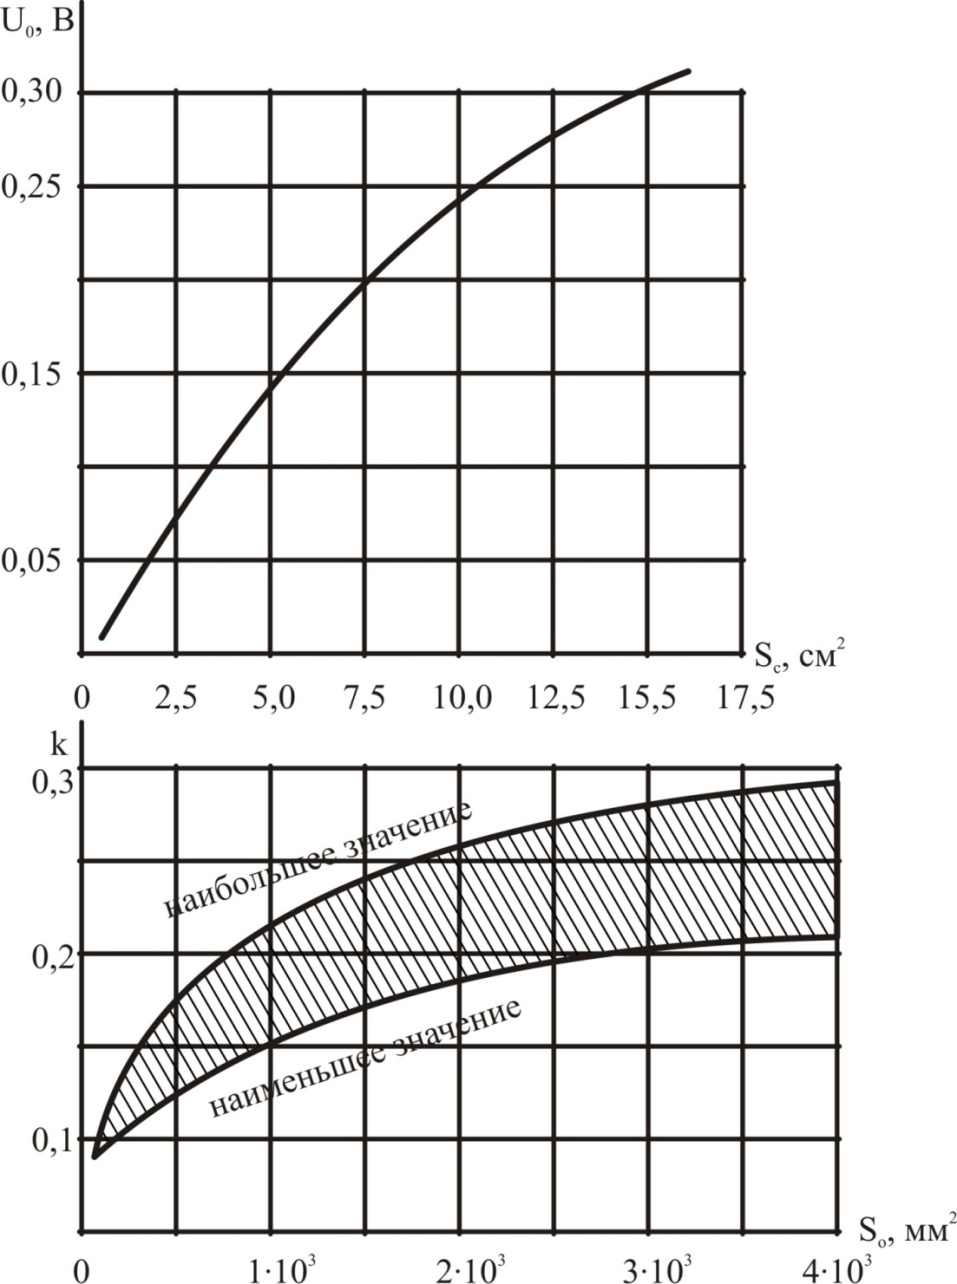 U₀, В
0,30
0,25
0,15
0,05
Sс, см²
0 2,5 5,0 7,5 10,0 12,5 15,5 17,5
k
0,3
наибольшее значение
0,2
наименьшее значение
0,1
Sо, мм²
0 1·10³ 2·10³ 3·10³ 4·10³